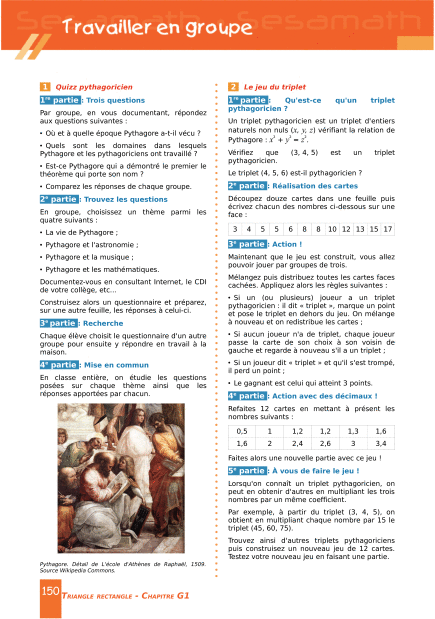 Sesamath Sesamath
Travailler en groupe
1 Quizz pythagoricien
1re partie : Trois questions
Par groupe, en vous documentant, répondez
aux questions suivantes :
• Où et à quelle époque Pythagore a-t-il vécu ?
• Quels sont les domaines dans lesquels
Pythagore et les pythagoriciens ont travaillé ?
• Est-ce Pythagore qui a démontré le premier le
théorème qui porte son nom ?
• Comparez les réponses de chaque groupe.
2e partie : Trouvez les questions
En groupe, choisissez un thème parmi les
quatre suivants :
• La vie de Pythagore ;
• Pythagore et l'astronomie ;
• Pythagore et la musique ;
• Pythagore et les mathématiques.
Documentez-vous en consultant Internet, le CDI
de votre collège, etc...
Construisez alors un questionnaire et préparez,
sur une autre feuille, les réponses à celui-ci.
3e partie : Recherche
Chaque élève choisit le questionnaire d'un autre
groupe pour ensuite y répondre en travail à la
maison.
4e partie : Mise en commun
En classe entière, on étudie les questions
posées sur chaque thème ainsi que les
réponses apportées par chacun.
Pythagore. Détail de L'école d'Athènes de Raphaël, 1509.
Source Wikipedia Commons.
2 Le jeu du triplet
1re partie : Qu'est-ce qu'un triplet
pythagoricien ?
Un triplet pythagoricien est un triplet d'entiers
naturels non nuls (x, y, z) vérifiant la relation de
Pythagore : x² + y² = z².
Vérifiez que (3, 4, 5) est un triplet
pythagoricien.
Le triplet (4, 5, 6) est-il pythagoricien ?
2e partie : Réalisation des cartes
Découpez douze cartes dans une feuille puis
écrivez chacun des nombres ci-dessous sur une
face :
3 4 5 5 6 8 8 10 12 13 15 17
3e partie : Action !
Maintenant que le jeu est construit, vous allez
pouvoir jouer par groupes de trois.
Mélangez puis distribuez toutes les cartes faces
cachées. Appliquez alors les règles suivantes :
• Si un (ou plusieurs) joueur a un triplet
pythagoricien : il dit « triplet », marque un point
et pose le triplet en dehors du jeu. On mélange
à nouveau et on redistribue les cartes ;
• Si aucun joueur n'a de triplet, chaque joueur
passe la carte de son choix à son voisin de
gauche et regarde à nouveau s'il a un triplet ;
• Si un joueur dit « triplet » et qu'il s'est trompé,
il perd un point ;
• Le gagnant est celui qui atteint 3 points.
4e partie : Action avec des décimaux !
Refaites 12 cartes en mettant à présent les
nombres suivants :
0,5 1 1,2 1,2 1,3 1,6
1,6 2 2,4 2,6 3 3,4
Faites alors une nouvelle partie avec ce jeu !
5e partie : À vous de faire le jeu !
Lorsqu'on connaît un triplet pythagoricien, on
peut en obtenir d'autres en multipliant les trois
nombres par un même coefficient.
Par exemple, à partir du triplet (3, 4, 5), on
obtient en multipliant chaque nombre par 15 le
triplet (45, 60, 75).
Trouvez ainsi d'autres triplets pythagoriciens
puis construisez un nouveau jeu de 12 cartes.
Testez votre nouveau jeu en faisant une partie.
150 Triangle rectangle - Chapitre G1